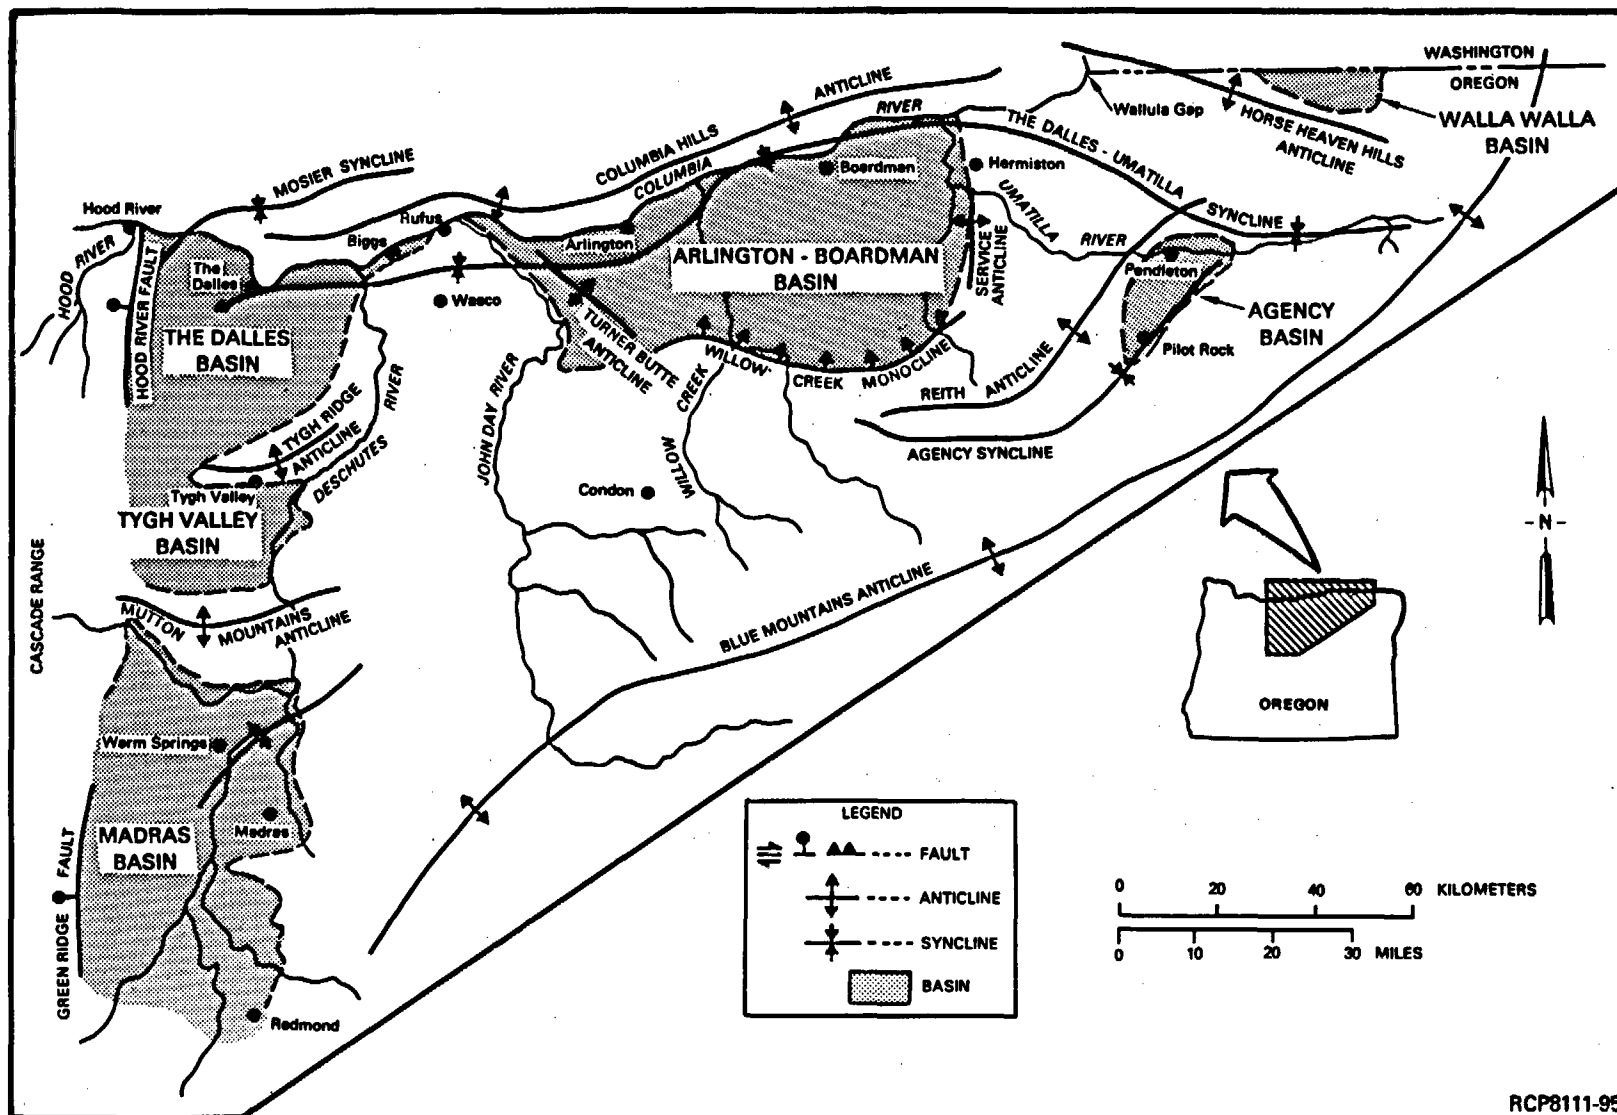 WASHINGTON
OREGON
Wallula Gap
HORSE HEAVEN HILLS
ANTICLINE
WALLA WALLA
BASIN
COLUMBIA HILLS ANTICLINE
COLUMBIA RIVER
THE DALLES - UMATILLA SYNCLINE
MOSIER SYNCLINE
Hood River
HOOD RIVER
HOOD RIVER FAULT
The
Dalles
THE DALLES
BASIN
Biggs
Rufus
Wasco
Arlington
Boardman
Hermiston
UMATILLA RIVER
ARLINGTON - BOARDMAN
BASIN
SERVICE
ANTICLINE
Pendleton
AGENCY
BASIN
Pilot Rock
TURNER BUTTE
ANTICLINE
WILLOW CREEK MONOCLINE
REITH ANTICLINE
AGENCY SYNCLINE
TYGH RIDGE
ANTICLINE
DESCHUTES RIVER
JOHN DAY RIVER
WILLOW CREEK
Condon
Tygh Valley
TYGH VALLEY
BASIN
CASCADE RANGE
MUTTON MOUNTAINS
ANTICLINE
BLUE MOUNTAINS ANTICLINE
Warm Springs
Madras
MADRAS
BASIN
GREEN RIDGE FAULT
Redmond
- N -
OREGON
LEGEND
FAULT
ANTICLINE
SYNCLINE
BASIN
0 20 40 60 KILOMETERS
0 10 20 30 MILES
RCP8111-95